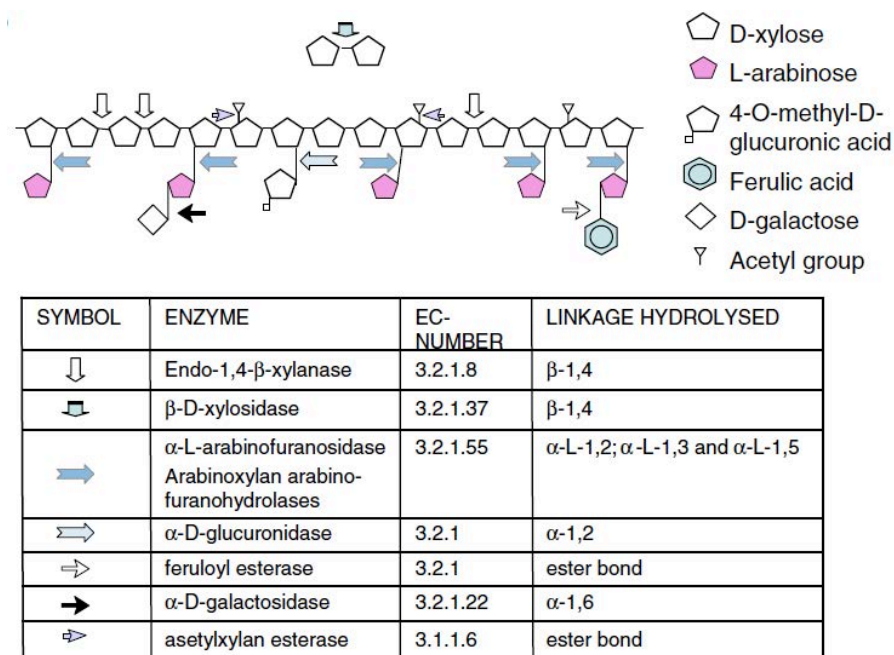 D-xylose
L-arabinose
4-O-methyl-D-
glucuronic acid
Ferulic acid
D-galactose
Acetyl group
SYMBOL ENZYME EC- LINKAGE HYDROLYSED
NUMBER
Endo-1,4-β-xylanase 3.2.1.8 β-1,4
β-D-xylosidase 3.2.1.37 β-1,4
α-L-arabinofuranosidase 3.2.1.55 α-L-1,2; α-L-1,3 and α-L-1,5
Arabinoxylan arabino-
furanohydrolases
α-D-glucuronidase 3.2.1 α-1,2
feruloyl esterase 3.2.1 ester bond
α-D-galactosidase 3.2.1.22 α-1,6
asetylxylan esterase 3.1.1.6 ester bond